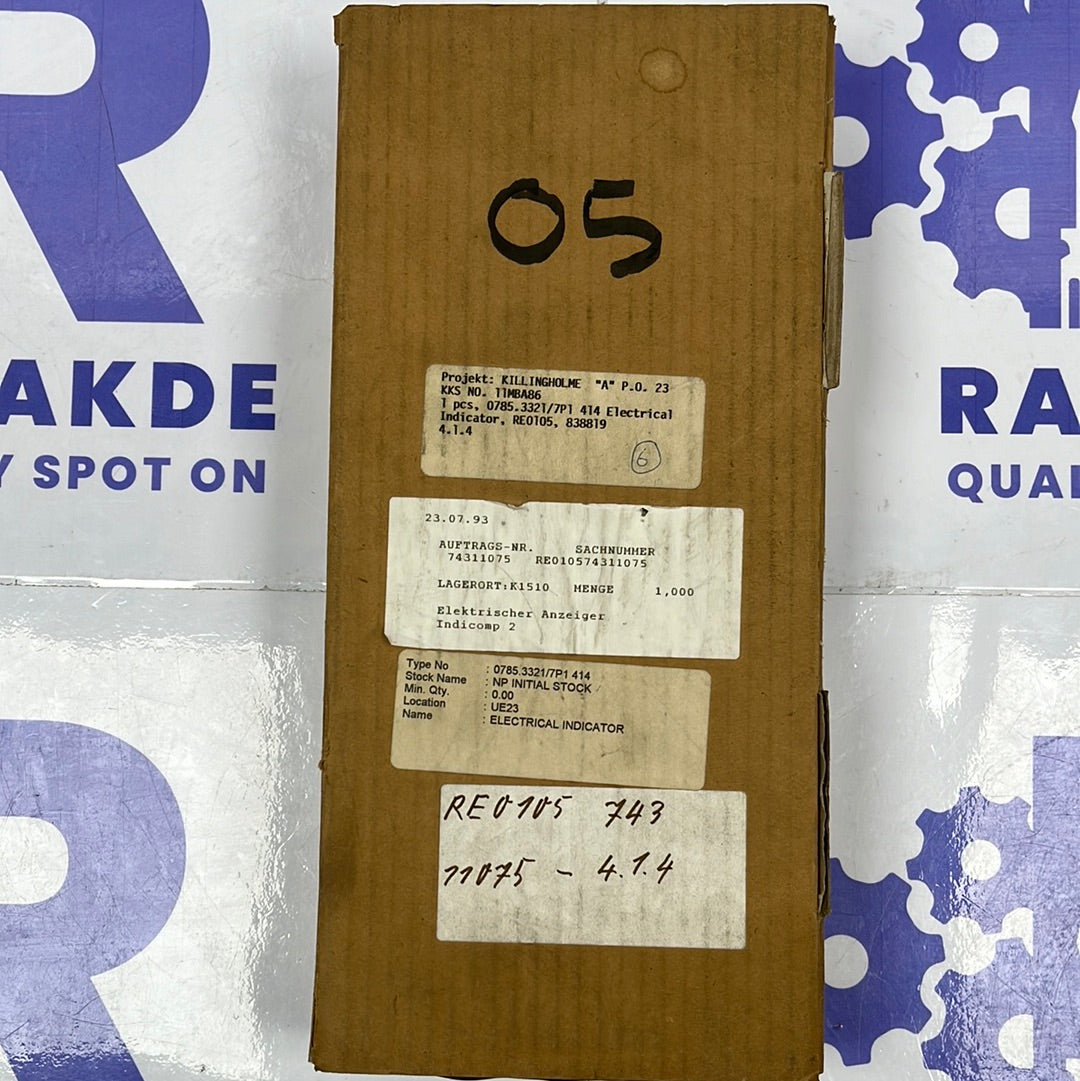 05
Projekt: KILLINGHOLME "A" P.O. 23
KKS NO. 11MBA86
1 pcs, 0785.3321/7P1 414 Electrical
Indicator, RE0105, 838819
4.1.4
6
23.07.93
AUFTRAGS-NR. SACHNUMMER
74311075 RE010574311075
LAGERORT:K1510 MENGE 1,000
Elektrischer Anzeiger
Indicomp 2
Type No : 0785.3321/7P1 414
Stock Name : NP INITIAL STOCK
Min. Qty. : 0.00
Location : UE23
Name : ELECTRICAL INDICATOR
RE0105 743
11075 - 4.1.4
R
AKDE
Y SPOT ON
RA
QUAL
R